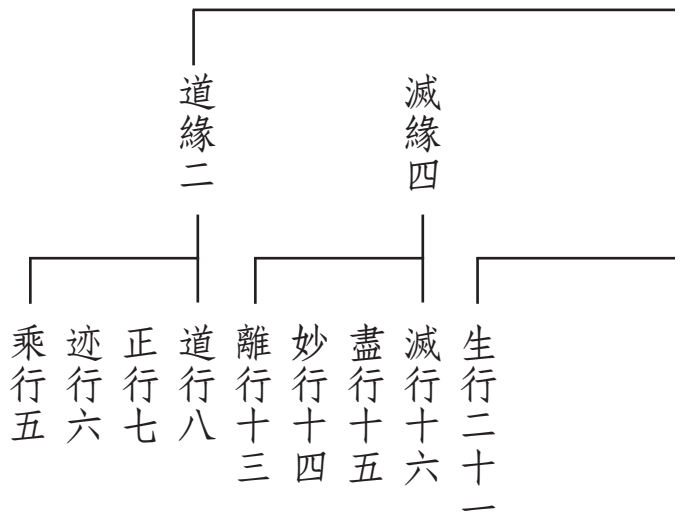 滅緣四
道緣二
生行二十一
滅行十六
盡行十五
妙行十四
離行十三
道行八
正行七
迹行六
乘行五